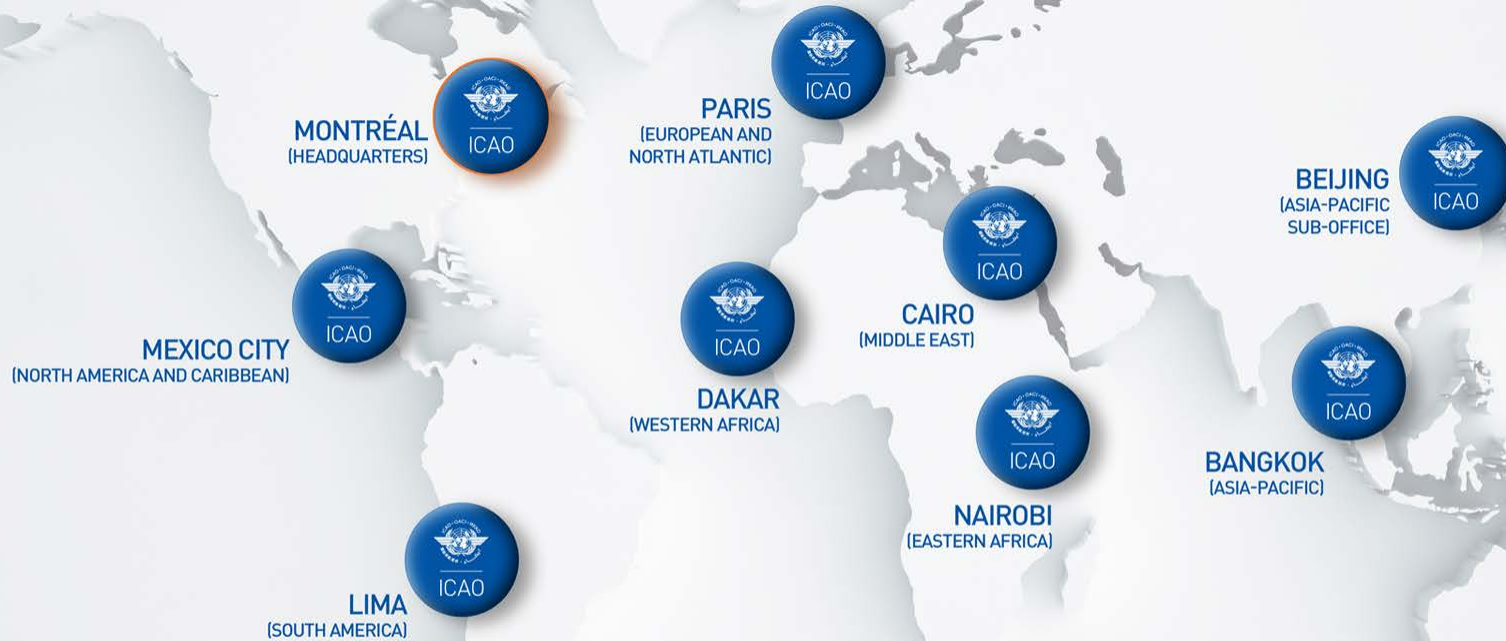 ICAO
PARIS
(EUROPEAN AND
NORTH ATLANTIC)
ICAO
MONTRÉAL
(HEADQUARTERS)
ICAO
BEIJING
(ASIA-PACIFIC
SUB-OFFICE)
ICAO
CAIRO
(MIDDLE EAST)
ICAO
MEXICO CITY
(NORTH AMERICA AND CARIBBEAN)
ICAO
DAKAR
(WESTERN AFRICA)
ICAO
BANGKOK
(ASIA-PACIFIC)
ICAO
NAIROBI
(EASTERN AFRICA)
ICAO
LIMA
(SOUTH AMERICA)